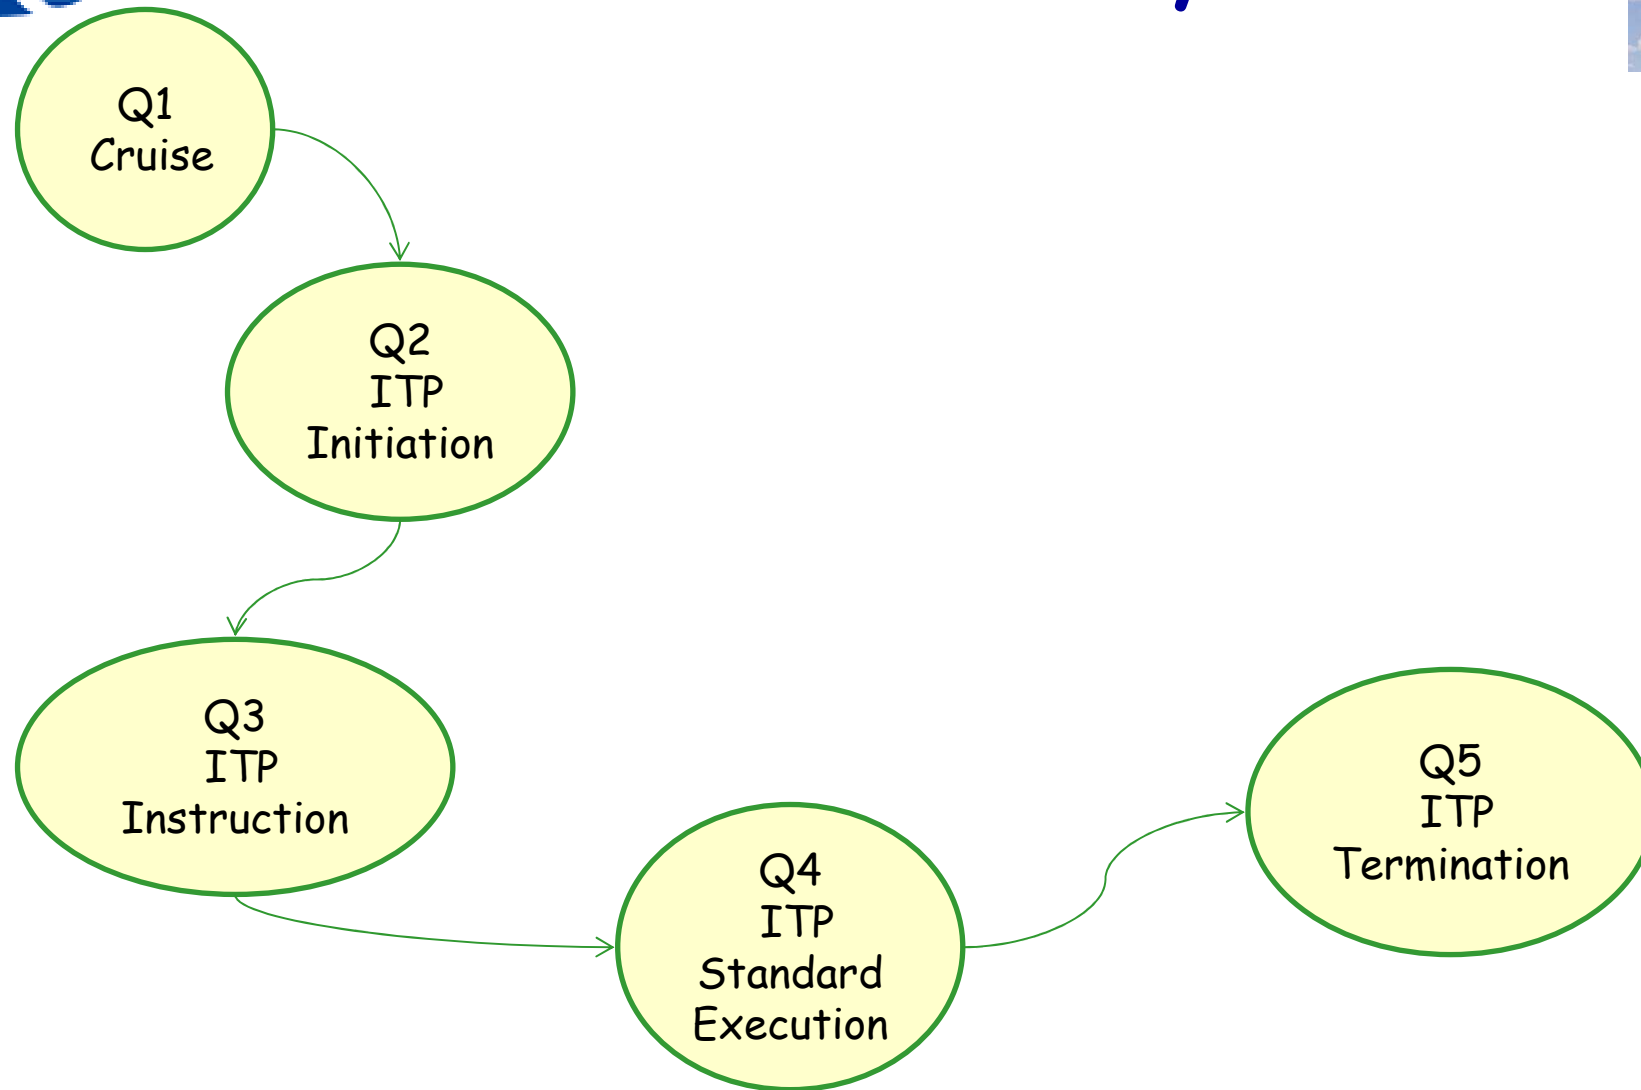 Q1
Cruise
Q2
ITP
Initiation
Q3
ITP
Instruction
Q4
ITP
Standard
Execution
Q5
ITP
Termination